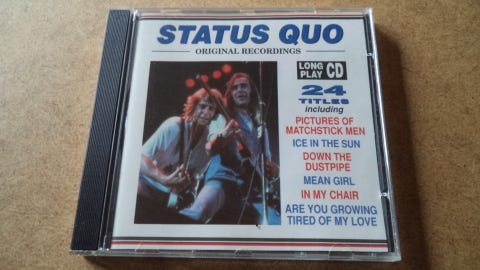 STATUS QUO
ORIGINAL RECORDINGS
LONG
PLAY CD
24
TITLES
including
PICTURES OF
MATCHSTICK MEN
ICE IN THE SUN
DOWN THE
DUSTPIPE
MEAN GIRL
IN MY CHAIR
ARE YOU GROWING
TIRED OF MY LOVE